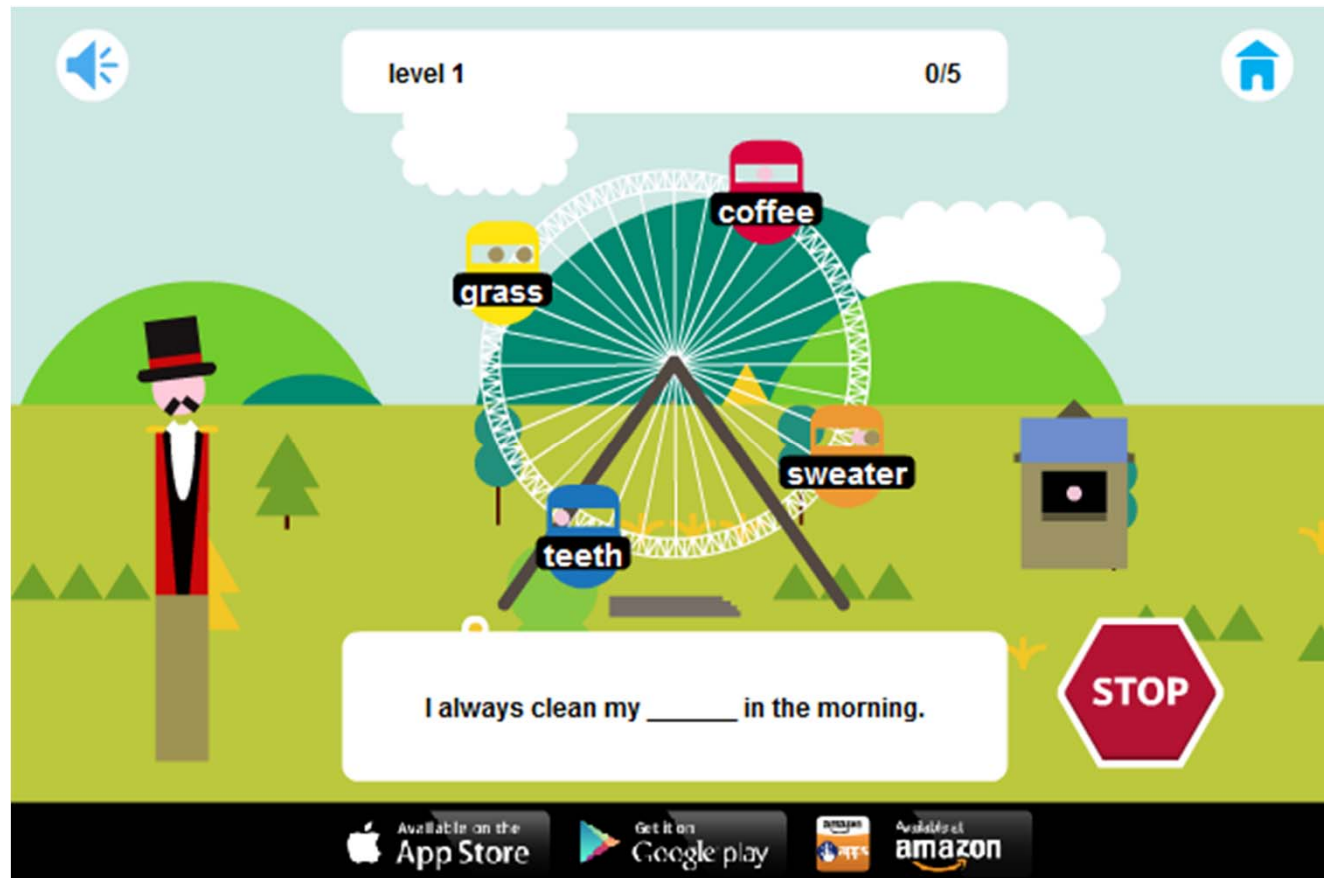 level 1 0/5
coffee
grass
sweater
teeth
I always clean my ______ in the morning.
STOP
Available on the
App Store
Get it on
Google play
amazon
Available at
amazon